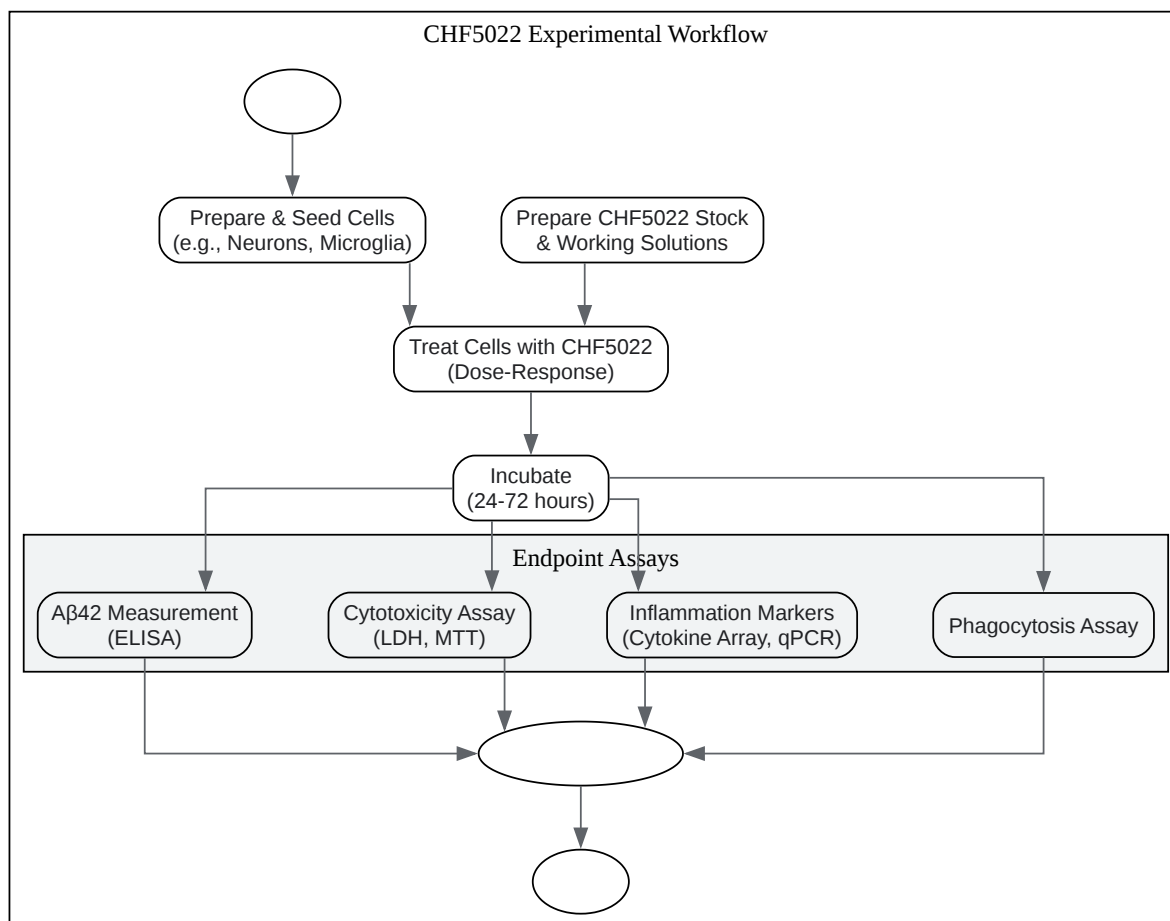 CHF5022 Experimental Workflow
Prepare & Seed Cells
(e.g., Neurons, Microglia)
Prepare CHF5022 Stock
& Working Solutions
Treat Cells with CHF5022
(Dose-Response)
Incubate
(24-72 hours)
Endpoint Assays
Aβ42 Measurement
(ELISA)
Cytotoxicity Assay
(LDH, MTT)
Inflammation Markers
(Cytokine Array, qPCR)
Phagocytosis Assay